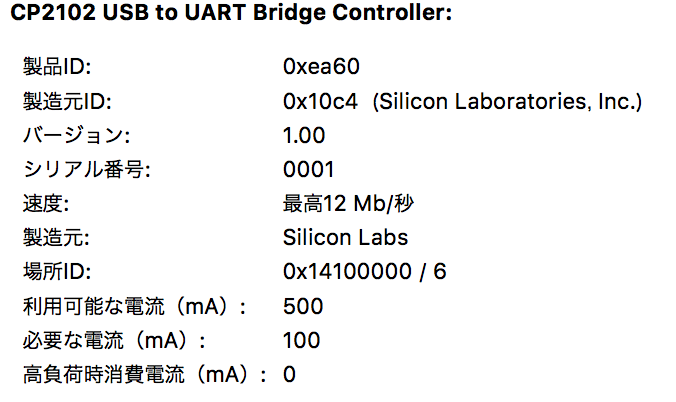 CP2102 USB to UART Bridge Controller:
製品ID: 0xea60
製造元ID: 0x10c4 (Silicon Laboratories, Inc.)
バージョン: 1.00
シリアル番号: 0001
速度: 最高12 Mb/秒
製造元: Silicon Labs
場所ID: 0x14100000 / 6
利用可能な電流（mA）: 500
必要な電流（mA）: 100
高負荷時消費電流（mA）: 0